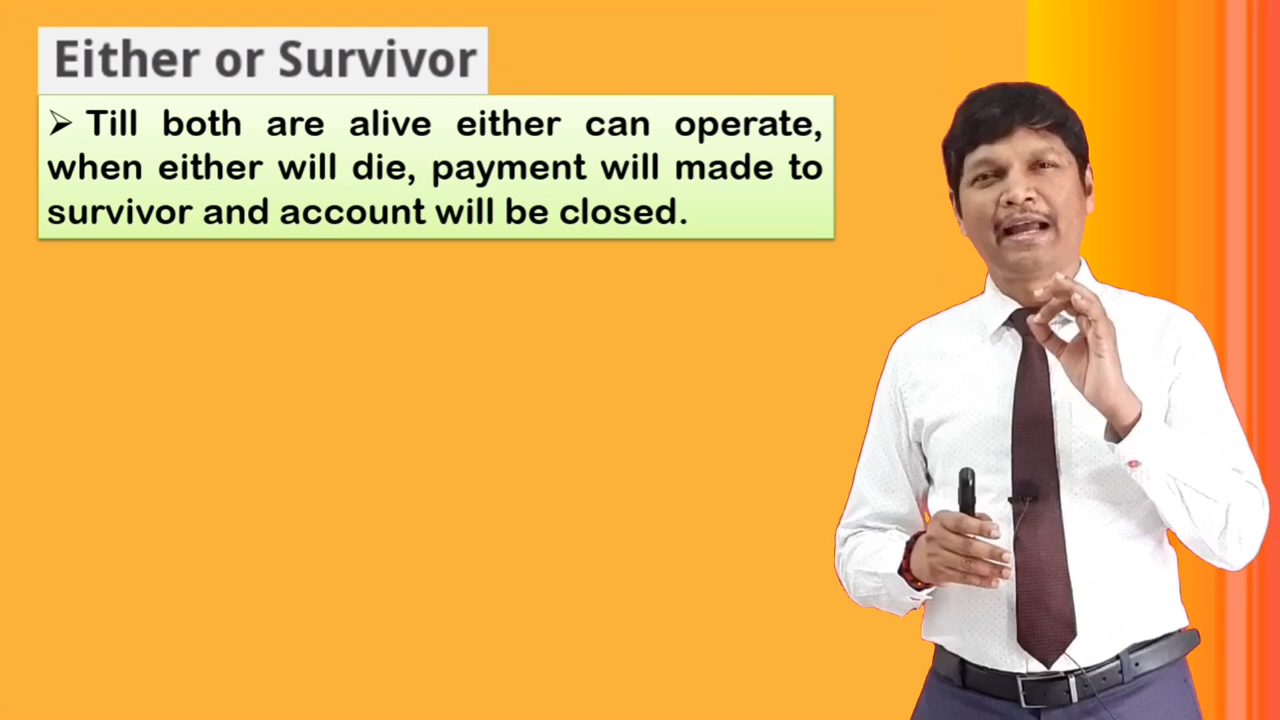 Either or Survivor
➢ Till both are alive either can operate,
when either will die, payment will made to
survivor and account will be closed.